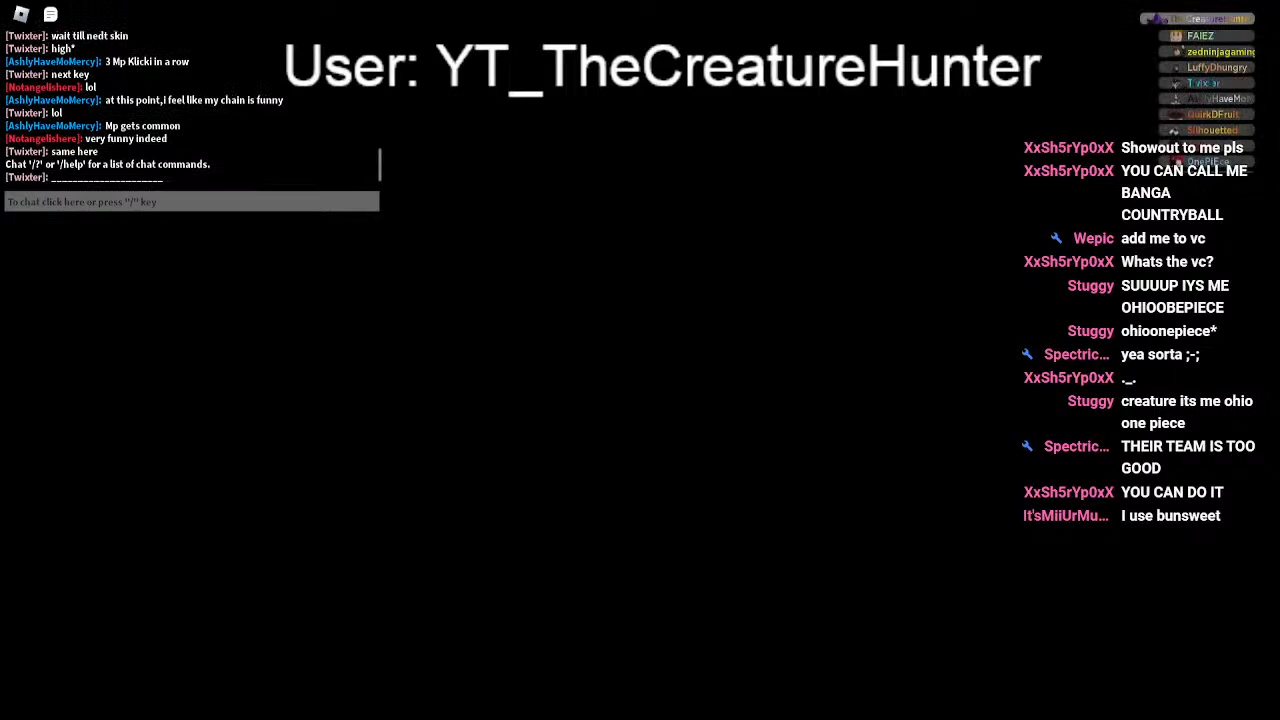 [Twixter]: wait till nedt skin
[Twixter]: high*
[AshlyHaveMoMercy]: 3 Mp Klicki in a row
[Twixter]: next key
[Notangelishere]: lol
[AshlyHaveMoMercy]: at this point,i feel like my chain is funny
[Twixter]: lol
[AshlyHaveMoMercy]: Mp gets common
[Notangelishere]: very funny indeed
[Twixter]: same here
Chat '/?' or '/help' for a list of chat commands.
[Twixter]: _____________________
To chat click here or press "/" key
User: YT_TheCreatureHunter
TheCreatureHunter
FAIEZ
zedninjagaming
LuffyDhungry
Twixter
AshlyHaveMo
QuirkDFruit
Silhouetted
OnePIEce
XxSh5rYp0xX Showout to me pls
XxSh5rYp0xX YOU CAN CALL ME
BANGA
COUNTRYBALL
Wepic add me to vc
XxSh5rYp0xX Whats the vc?
Stuggy SUUUUP IYS ME
OHIOOBEPIECE
Stuggy ohioonepiece*
Spectric... yea sorta ;-;
XxSh5rYp0xX ._.
Stuggy creature its me ohio
one piece
Spectric... THEIR TEAM IS TOO
GOOD
XxSh5rYp0xX YOU CAN DO IT
It'sMiiUrMu... I use bunsweet